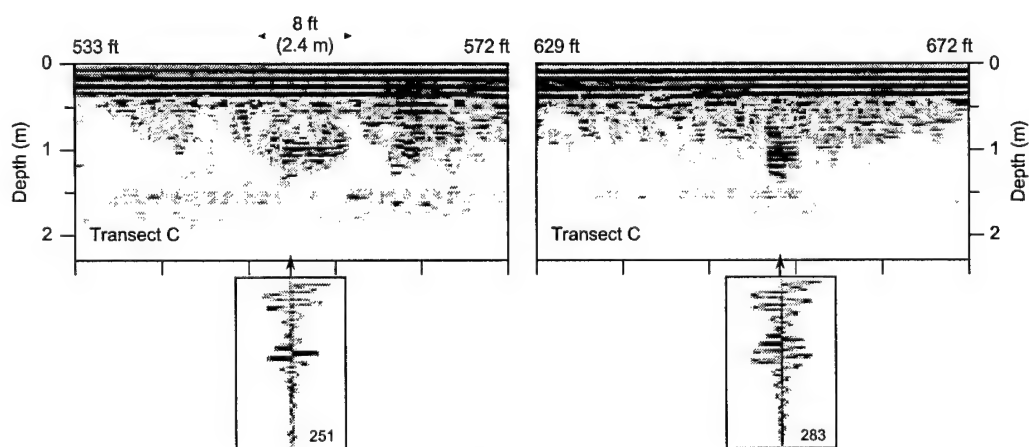 8 ft
(2.4 m)
533 ft
572 ft
629 ft
672 ft
0
1
2
Depth (m)
Transect C
0
1
2
Depth (m)
Transect C
251
283